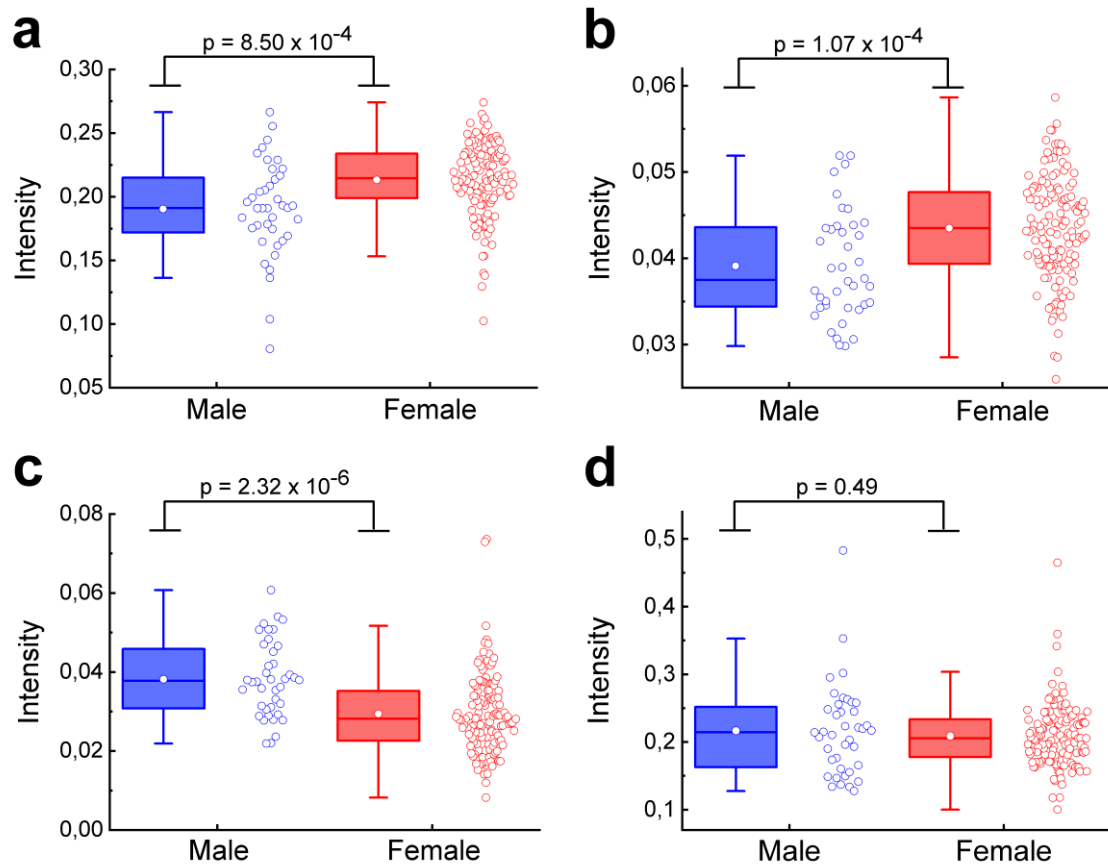 a
p = 8.50 x 10⁻⁴
0,30
0,25
0,20
0,15
0,10
0,05
Intensity
Male Female
b
p = 1.07 x 10⁻⁴
0,06
0,05
0,04
0,03
Intensity
Male Female
c
p = 2.32 x 10⁻⁶
0,08
0,06
0,04
0,02
0,00
Intensity
Male Female
d
p = 0.49
0,5
0,4
0,3
0,2
0,1
Intensity
Male Female